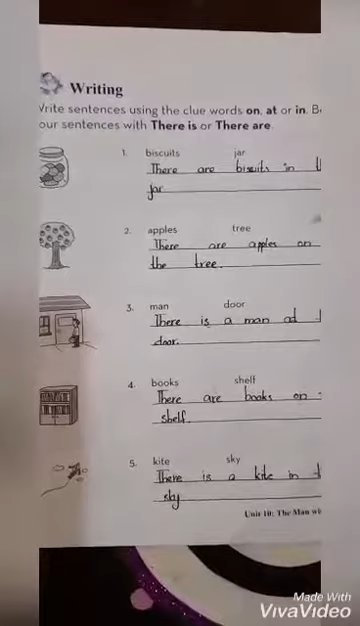 Writing
Write sentences using the clue words on, at or in. Be
our sentences with There is or There are
1. biscuits jar
There are biscuits in
jar
2. apples tree
There are apples on
the tree.
3. man door
There is a man ad
door.
4. books shelf
There are books on
shelf.
5. kite sky
There is a kite in
sky
Unit 10: The Man
Made With
VivaVideo